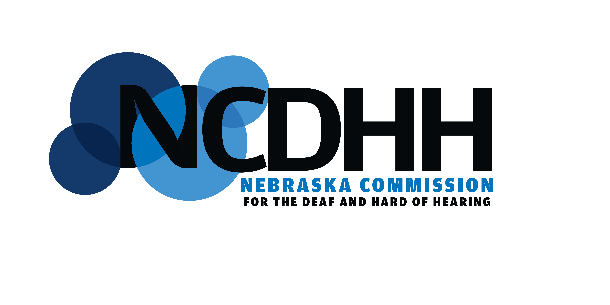 NCDHH
NEBRASKA COMMISSION
FOR THE DEAF AND HARD OF HEARING